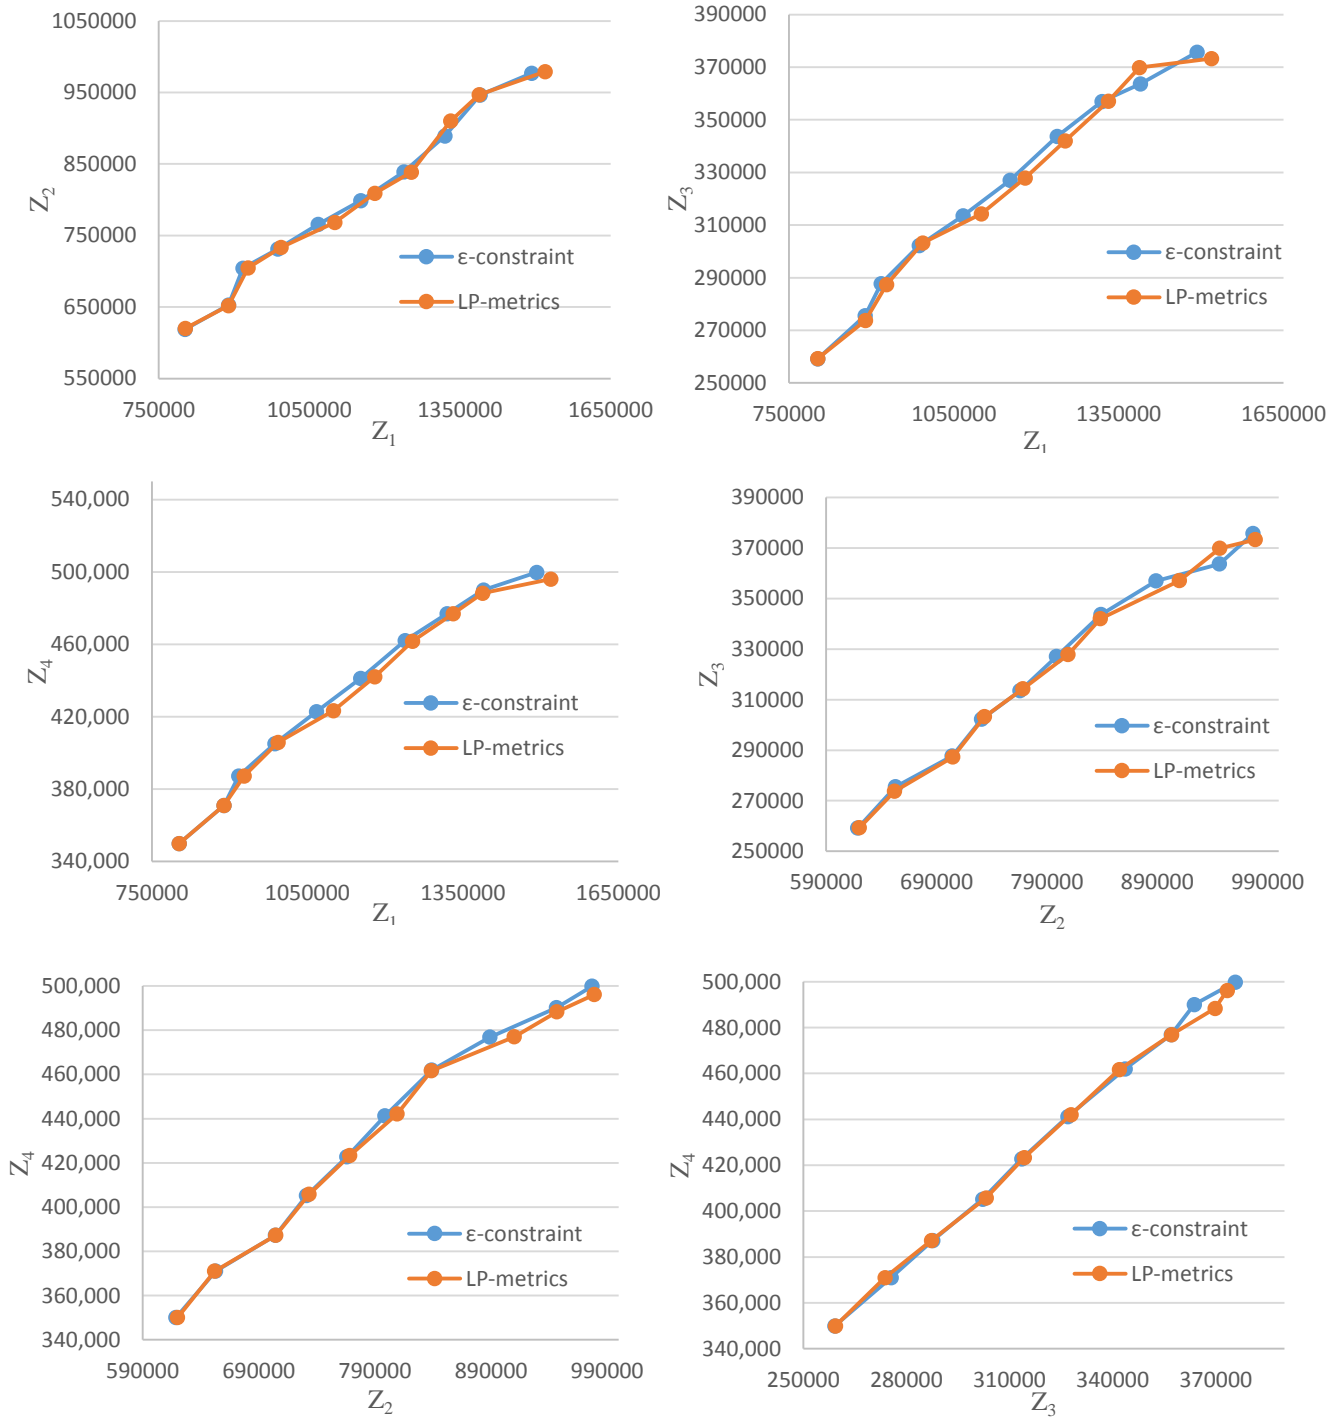 1050000
950000
850000
750000
650000
550000
Z2
ε-constraint
LP-metrics
750000 1050000 1350000 1650000
Z1
390000
370000
350000
330000
310000
290000
270000
250000
Z3
ε-constraint
LP-metrics
750000 1050000 1350000 1650000
Z1
540,000
500,000
460,000
420,000
380,000
340,000
Z4
ε-constraint
LP-metrics
750000 1050000 1350000 1650000
Z1
390000
370000
350000
330000
310000
290000
270000
250000
Z3
ε-constraint
LP-metrics
590000 690000 790000 890000 990000
Z2
500,000
480,000
460,000
440,000
420,000
400,000
380,000
360,000
340,000
Z4
ε-constraint
LP-metrics
590000 690000 790000 890000 990000
Z2
500,000
480,000
460,000
440,000
420,000
400,000
380,000
360,000
340,000
Z4
ε-constraint
LP-metrics
250000 280000 310000 340000 370000
Z3